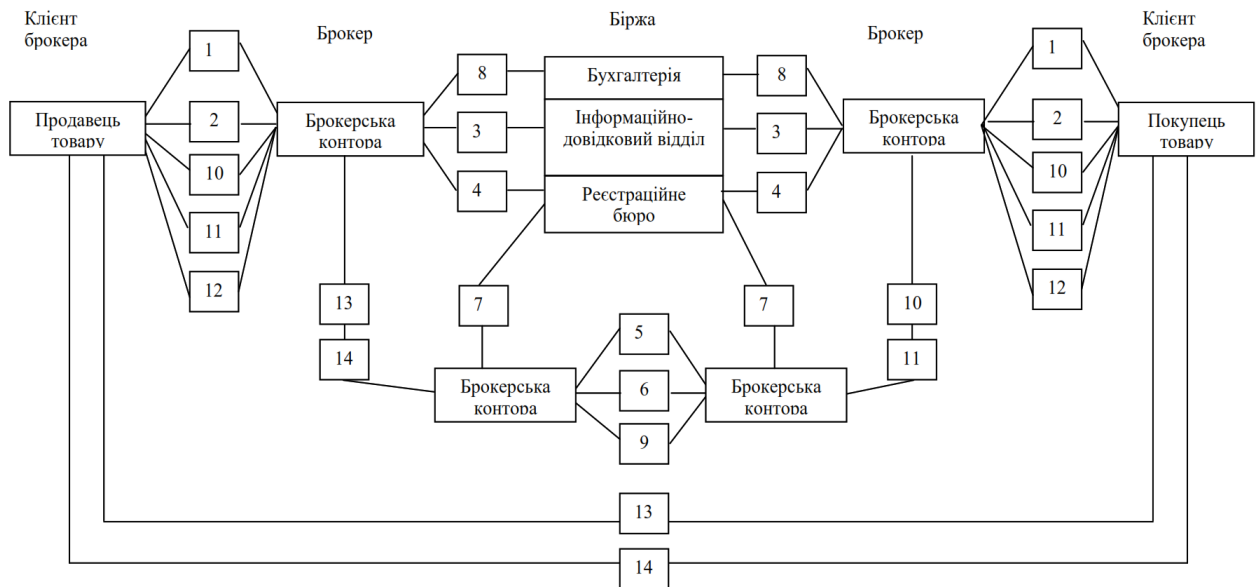 Клієнт
брокера
Брокер
Біржа
Брокер
Клієнт
брокера
1
8
Бухгалтерія
8
1
Продавець
товару
2
Брокерська
контора
3
Інформаційно-
довідковий відділ
3
Брокерська
контора
2
Покупець
товару
10
4
Реєстраційне
бюро
4
10
11
11
12
12
13
7
7
10
14
5
11
Брокерська
контора
6
Брокерська
контора
9
13
14